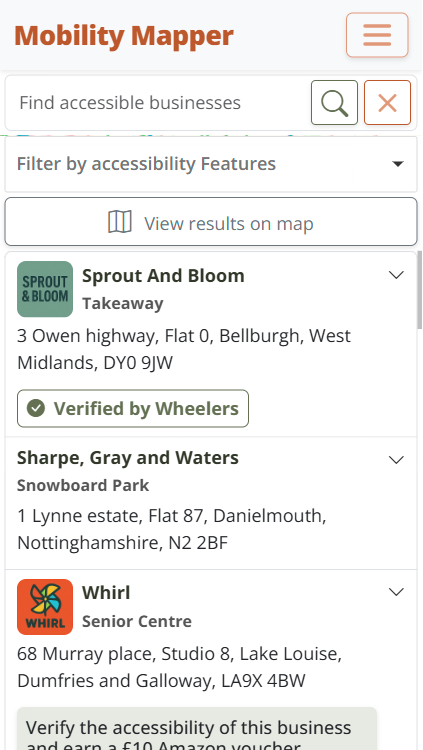 Mobility Mapper
Find accessible businesses
Filter by accessibility Features
View results on map
SPROUT
& BLOOM
Sprout And Bloom
Takeaway
3 Owen highway, Flat 0, Bellburgh, West
Midlands, DY0 9JW
Verified by Wheelers
Sharpe, Gray and Waters
Snowboard Park
1 Lynne estate, Flat 87, Danielmouth,
Nottinghamshire, N2 2BF
WHIRL
Whirl
Senior Centre
68 Murray place, Studio 8, Lake Louise,
Dumfries and Galloway, LA9X 4BW
Verify the accessibility of this business
and earn a £10 Amazon voucher